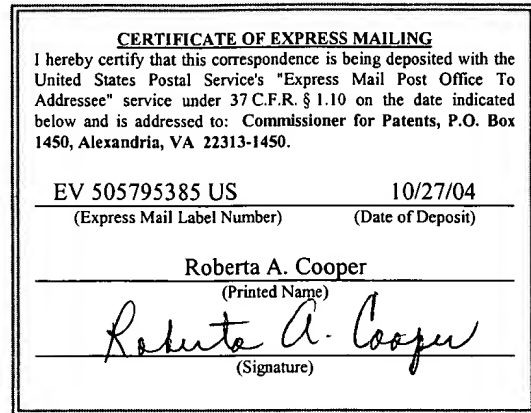 CERTIFICATE OF EXPRESS MAILING
I hereby certify that this correspondence is being deposited with the
United States Postal Service's "Express Mail Post Office To
Addressee" service under 37 C.F.R. § 1.10 on the date indicated
below and is addressed to: Commissioner for Patents, P.O. Box
1450, Alexandria, VA 22313-1450.
EV 505795385 US 10/27/04
(Express Mail Label Number) (Date of Deposit)
Roberta A. Cooper
(Printed Name)
Roberta A. Cooper
(Signature)